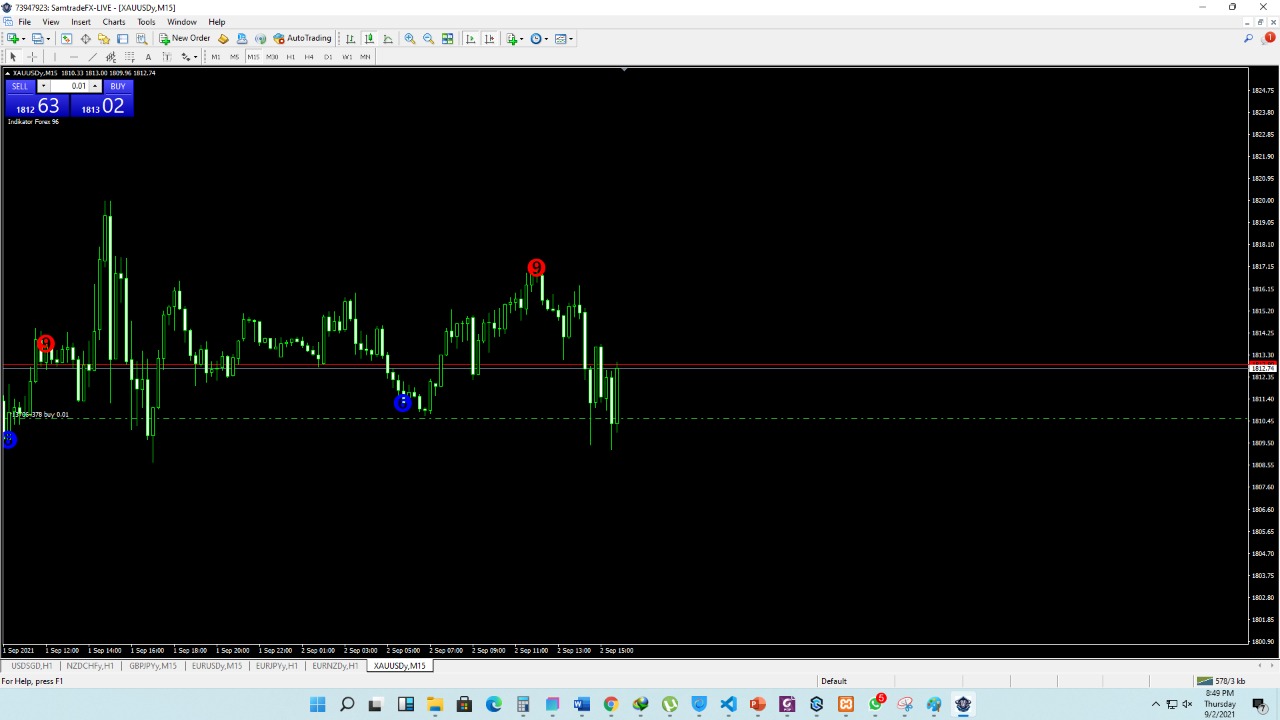 73947923: SamtradeFX-LIVE - [XAUUSDy,M15]
File View Insert Charts Tools Window Help
New Order AutoTrading
M1 M5 M15 M30 H1 H4 D1 W1 MN
XAUUSDy,M15 1810.33 1813.00 1809.96 1812.74
SELL 0.01 BUY
1812 63 1813 02
Indikator Forex 96
1824.75
1823.80
1822.85
1821.90
1820.95
1820.00
1819.05
1818.10
1817.15
1816.15
1815.20
1814.25
1813.30
1812.74
1812.35
1811.40
1810.45
1809.50
1808.55
1807.60
1806.60
1805.65
1804.70
1803.75
1802.80
1801.85
1800.90
9
9
buy 0.01
1 Sep 2021 1 Sep 12:00 1 Sep 14:00 1 Sep 16:00 1 Sep 18:00 1 Sep 20:00 1 Sep 22:00 2 Sep 01:00 2 Sep 03:00 2 Sep 05:00 2 Sep 07:00 2 Sep 09:00 2 Sep 11:00 2 Sep 13:00 2 Sep 15:00
USDSGD,H1 NZDCHFy,H1 GBPJPYy,M15 EURUSDy,M15 EURJPYy,H1 EURNZDy,H1 XAUUSDy,M15
For Help, press F1 Default 578/3 kb
5
8:49 PM
Thursday
9/2/2021